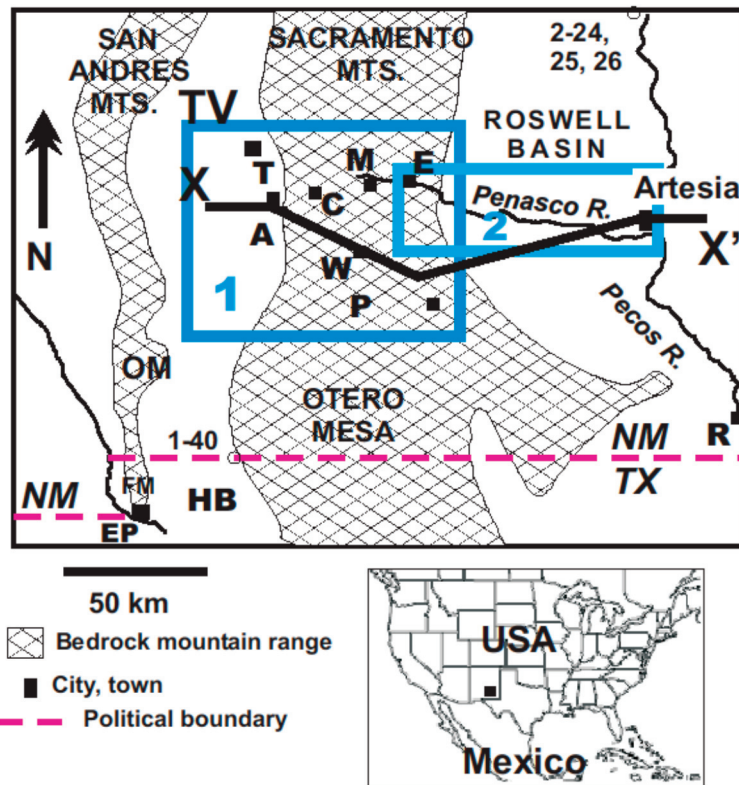 SAN
ANDRES
MTS.
SACRAMENTO
MTS.
2-24,
25, 26
TV
ROSWELL
BASIN
M
E
T
X
C
Penasco R.
Artesia
A
2
X'
N
W
1
P
Pecos R.
OM
OTERO
MESA
R
1-40
NM
TX
FM
HB
NM
EP
50 km
Bedrock mountain range
City, town
Political boundary
USA
Mexico